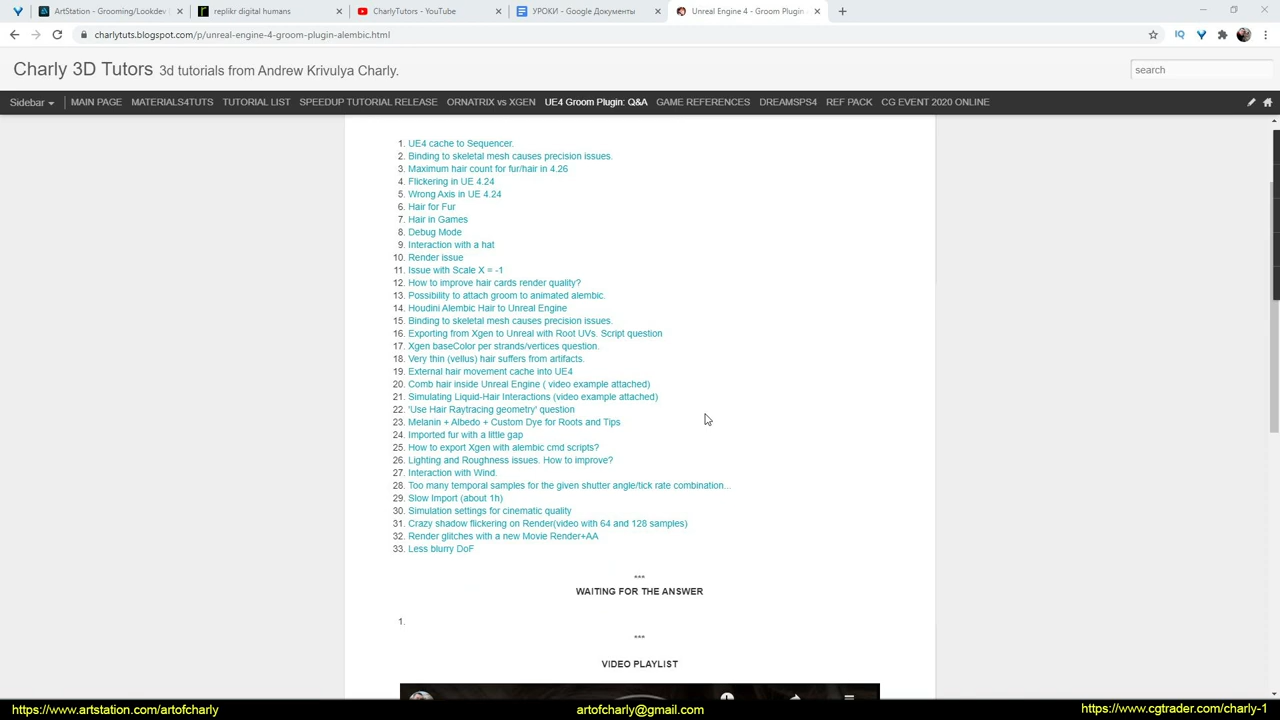 ArtStation - Grooming/Lookdev
replikr digital humans
CharlyTutors - YouTube
УРОКИ - Google Документы
Unreal Engine 4 - Groom Plugin
charlytuts.blogspot.com/p/unreal-engine-4-groom-plugin-alembic.html
Charly 3D Tutors 3d tutorials from Andrew Krivulya Charly.
search
Sidebar
MAIN PAGE MATERIALS4TUTS TUTORIAL LIST SPEEDUP TUTORIAL RELEASE ORNATRIX vs XGEN UE4 Groom Plugin: Q&A GAME REFERENCES DREAMSPS4 REF PACK CG EVENT 2020 ONLINE
1. UE4 cache to Sequencer.
2. Binding to skeletal mesh causes precision issues.
3. Maximum hair count for fur/hair in 4.26
4. Flickering in UE 4.24
5. Wrong Axis in UE 4.24
6. Hair for Fur
7. Hair in Games
8. Debug Mode
9. Interaction with a hat
10. Render issue
11. Issue with Scale X = -1
12. How to improve hair cards render quality?
13. Possibility to attach groom to animated alembic.
14. Houdini Alembic Hair to Unreal Engine
15. Binding to skeletal mesh causes precision issues.
16. Exporting from Xgen to Unreal with Root UVs. Script question
17. Xgen baseColor per strands/vertices question.
18. Very thin (vellus) hair suffers from artifacts.
19. External hair movement cache into UE4
20. Comb hair inside Unreal Engine ( video example attached)
21. Simulating Liquid-Hair Interactions (video example attached)
22. 'Use Hair Raytracing geometry' question
23. Melanin + Albedo + Custom Dye for Roots and Tips
24. Imported fur with a little gap
25. How to export Xgen with alembic cmd scripts?
26. Lighting and Roughness issues. How to improve?
27. Interaction with Wind.
28. Too many temporal samples for the given shutter angle/tick rate combination...
29. Slow Import (about 1h)
30. Simulation settings for cinematic quality
31. Crazy shadow flickering on Render(video with 64 and 128 samples)
32. Render glitches with a new Movie Render+AA
33. Less blurry DoF
***
WAITING FOR THE ANSWER
1.
***
VIDEO PLAYLIST
https://www.artstation.com/artofcharly
artofcharly@gmail.com
https://www.cgtrader.com/charly-1